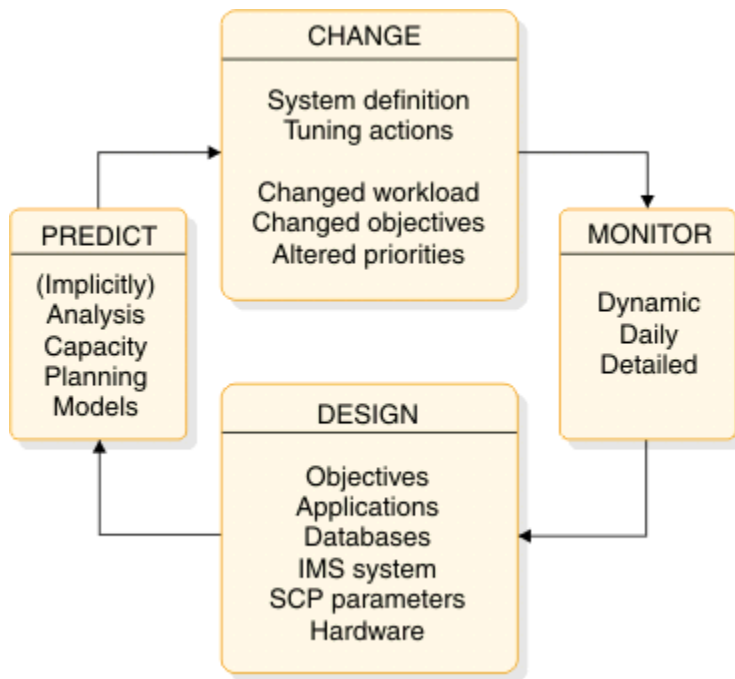 CHANGE
System definition
Tuning actions
Changed workload
Changed objectives
Altered priorities
PREDICT
(Implicitly)
Analysis
Capacity
Planning
Models
MONITOR
Dynamic
Daily
Detailed
DESIGN
Objectives
Applications
Databases
IMS system
SCP parameters
Hardware